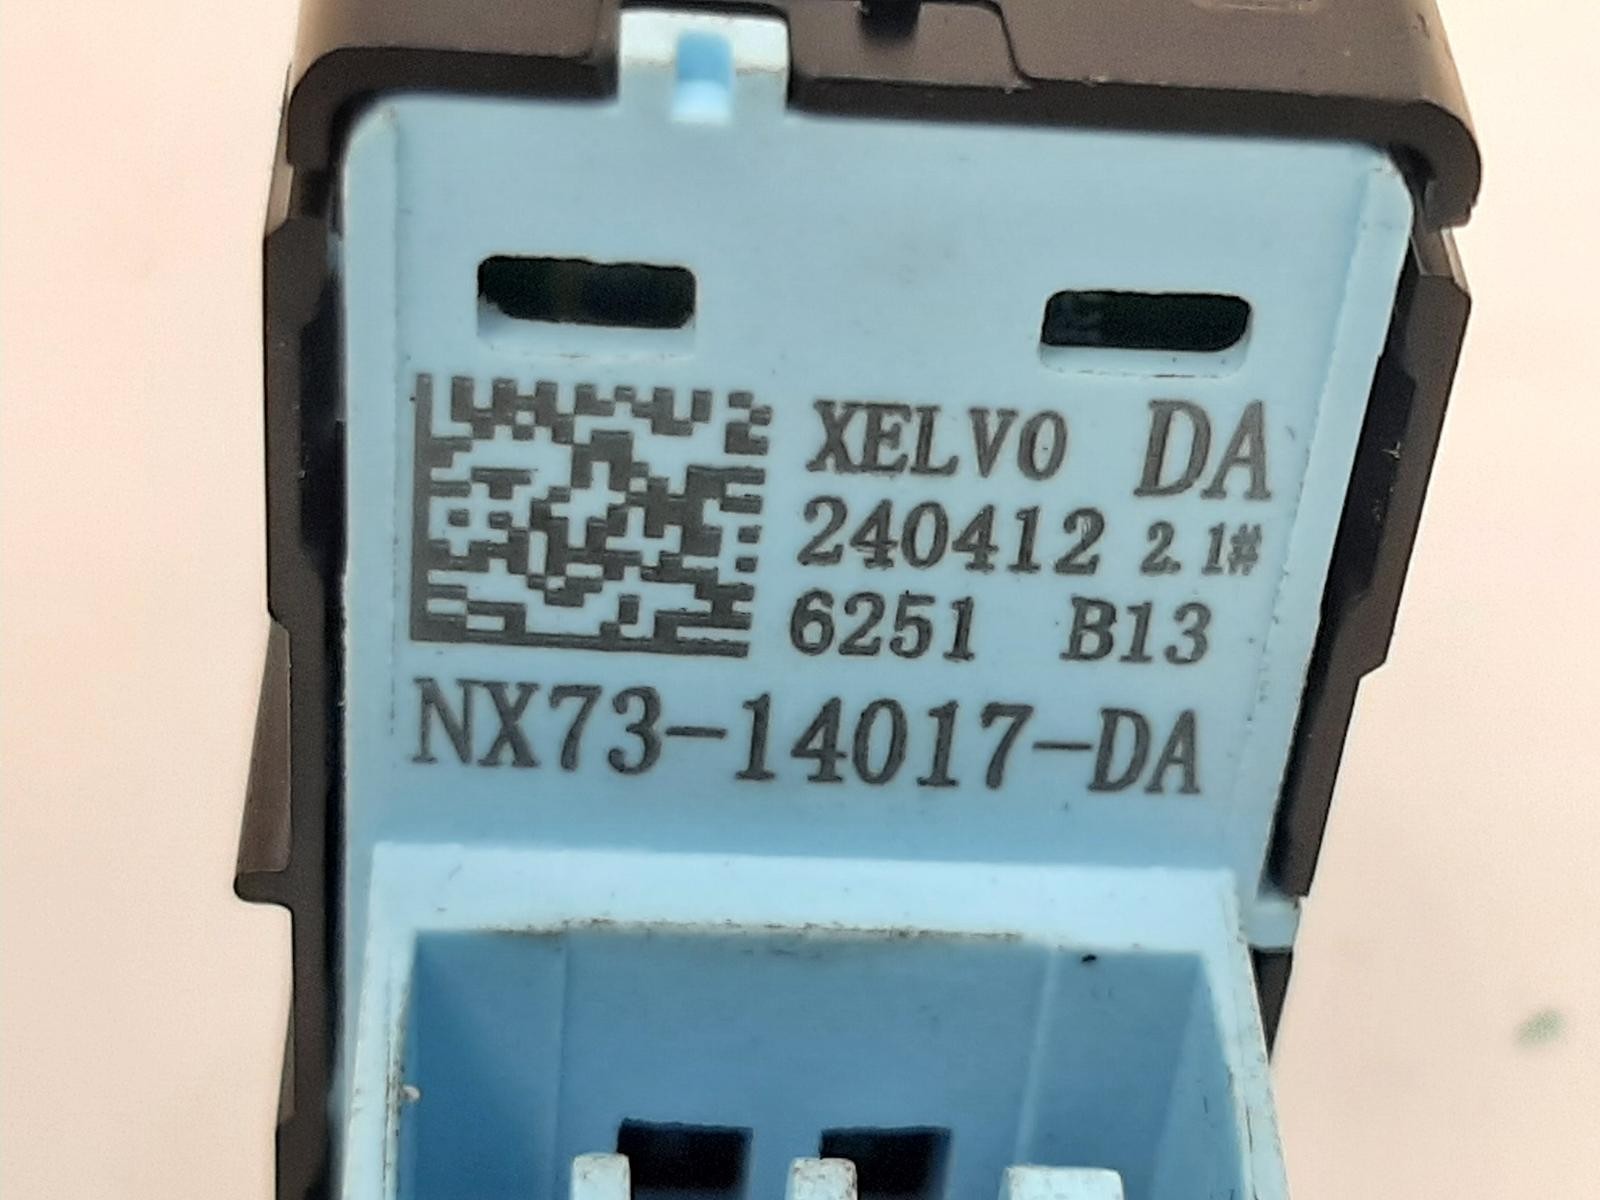 XELVO DA
240412 2.1#
6251 B13
NX73-14017-DA